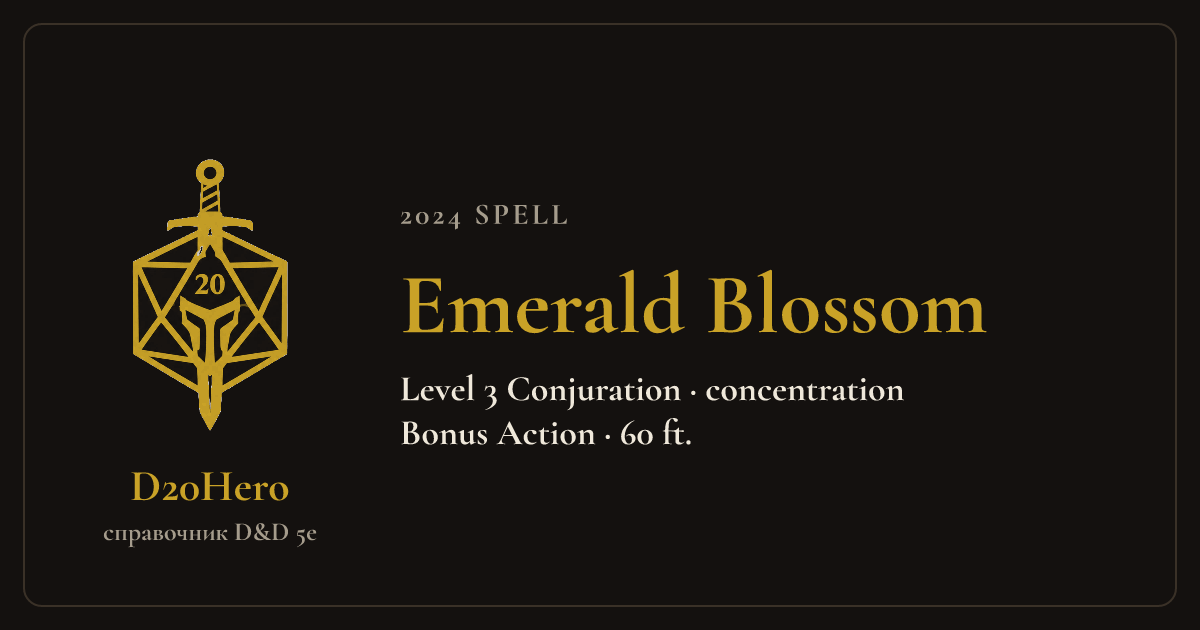 20
D20Hero
справочник D&D 5e
2024 SPELL
Emerald Blossom
Level 3 Conjuration · concentration
Bonus Action · 60 ft.